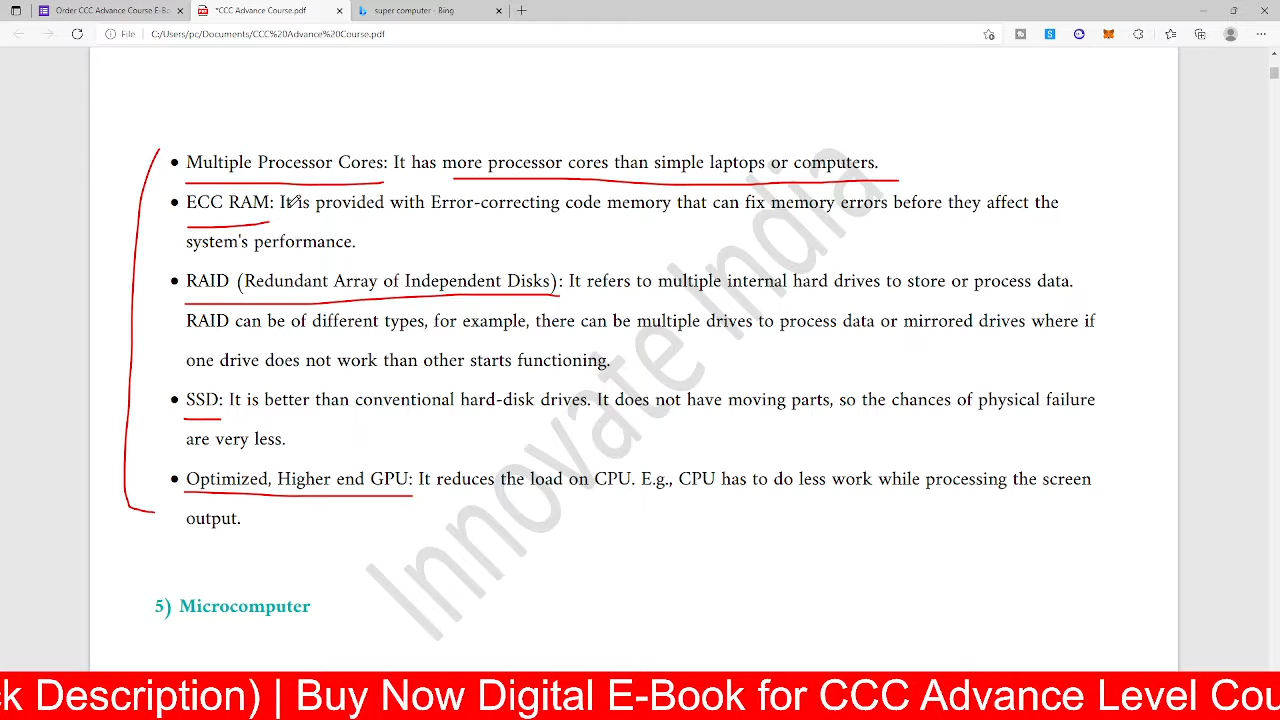 Order CCC Advance Course E-Bo
*CCC Advance Course.pdf
super computer - Bing
File
C:/Users/pc/Documents/CCC%20Advance%20Course.pdf
• Multiple Processor Cores: It has more processor cores than simple laptops or computers.
• ECC RAM: It is provided with Error-correcting code memory that can fix memory errors before they affect the
system's performance.
• RAID (Redundant Array of Independent Disks): It refers to multiple internal hard drives to store or process data.
RAID can be of different types, for example, there can be multiple drives to process data or mirrored drives where if
one drive does not work than other starts functioning.
• SSD: It is better than conventional hard-disk drives. It does not have moving parts, so the chances of physical failure
are very less.
• Optimized, Higher end GPU: It reduces the load on CPU. E.g., CPU has to do less work while processing the screen
output.
Innovate India
5) Microcomputer
ck Description) | Buy Now Digital E-Book for CCC Advance Level Cou